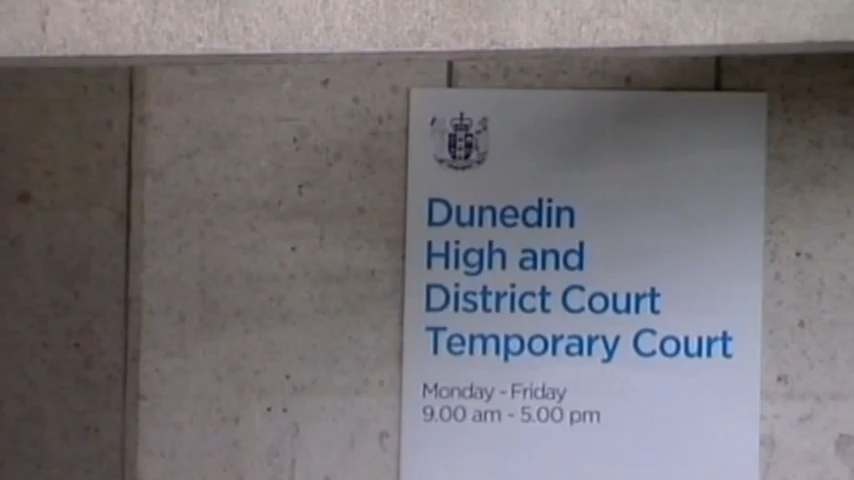 Dunedin
High and
District Court
Temporary Court
Monday - Friday
9.00 am - 5.00 pm